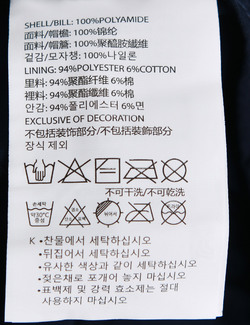 SHELL/BILL: 100%POLYAMIDE
面料/帽檐: 100%锦纶
面料/帽簷: 100%聚醯胺纖維
겉감/모자챙: 100%나일론
LINING: 94%POLYESTER 6%COTTON
里料: 94%聚酯纤维 6%棉
裡料: 94%聚酯纖維 6%棉
안감: 94%폴리에스터 6%면
EXCLUSIVE OF DECORATION
不包括装饰部分/不包括裝飾部分
장식 제외
不可干洗/不可乾洗
손세탁
약30℃
중성
K • 찬물에서 세탁하십시오
•뒤집어서 세탁하십시오
•유사한 색상과 같이 세탁하십시오
•젖은채로 포개어 놓지 마십시오
•표백제 및 강력 효소제는 절대
사용하지 마십시오